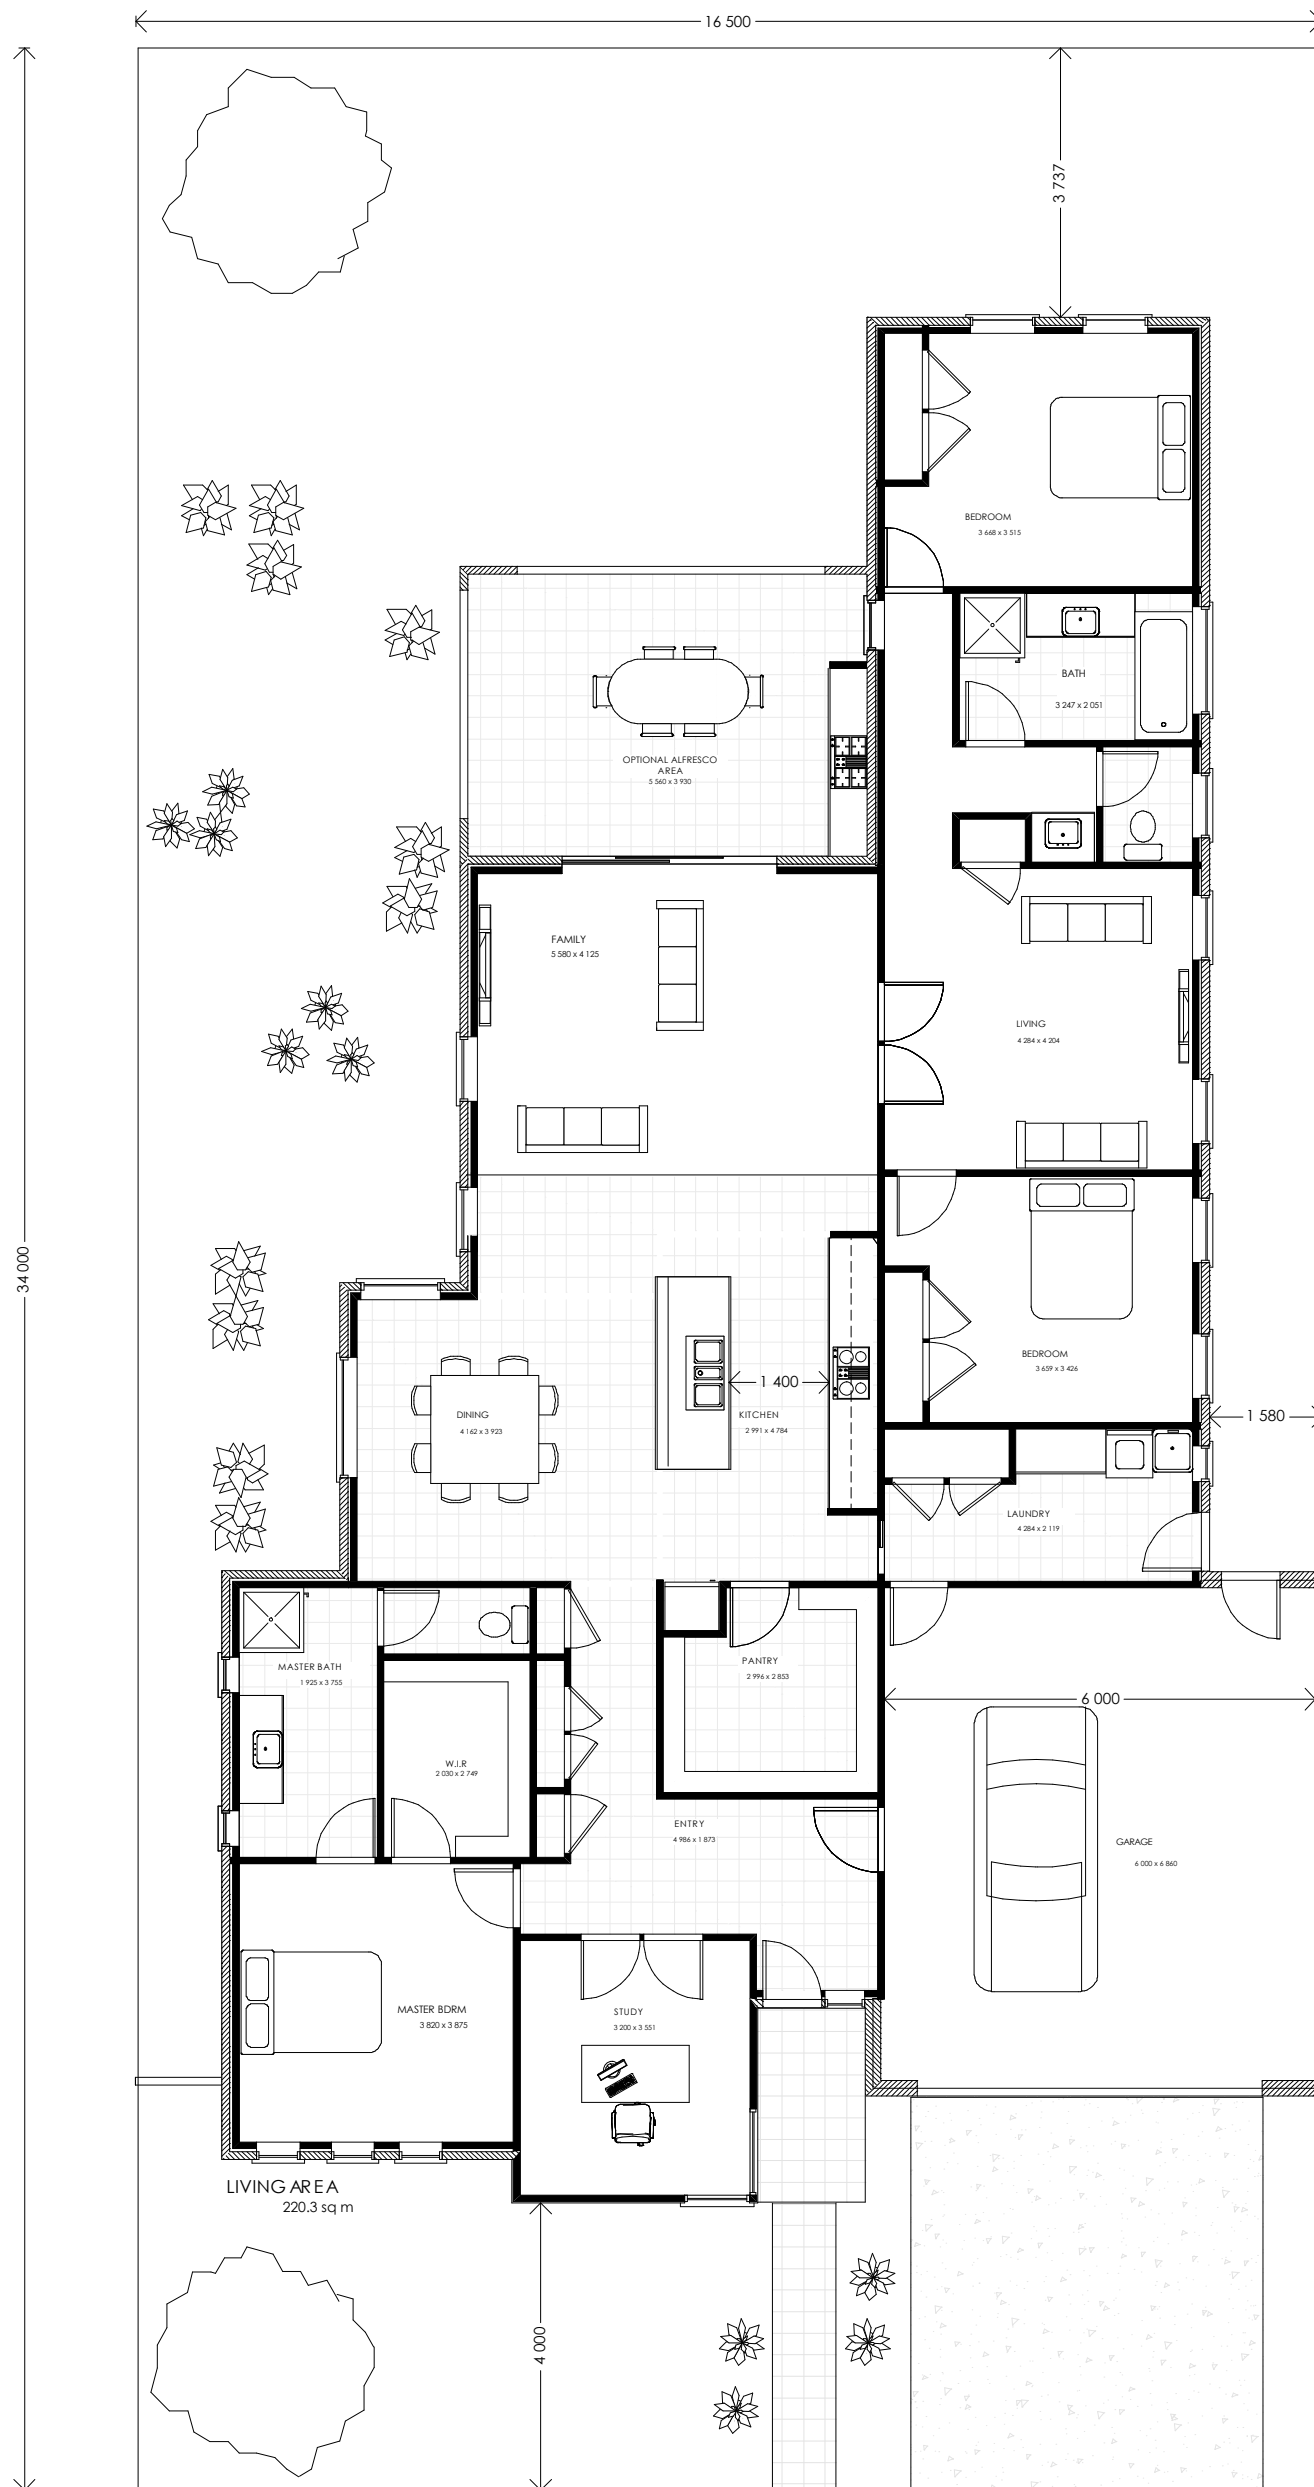 16 500
3 737
BEDROOM
3 668 x 3 515
BATH
3 247 x 2 051
OPTIONAL ALFRESCO
AREA
5 560 x 3 930
FAMILY
5 580 x 4 125
LIVING
4 284 x 4 204
34 000
BEDROOM
3 659 x 3 426
1 400
DINING
4 162 x 3 923
KITCHEN
2 991 x 4 784
1 580
LAUNDRY
4 284 x 2 119
MASTER BATH
1 925 x 3 755
PANTRY
2 996 x 2 853
6 000
W.I.R
2 030 x 2 749
ENTRY
4 986 x 1 873
GARAGE
6 000 x 6 860
MASTER BDRM
3 820 x 3 875
STUDY
3 200 x 3 551
LIVING AREA
220.3 sq m
4 000